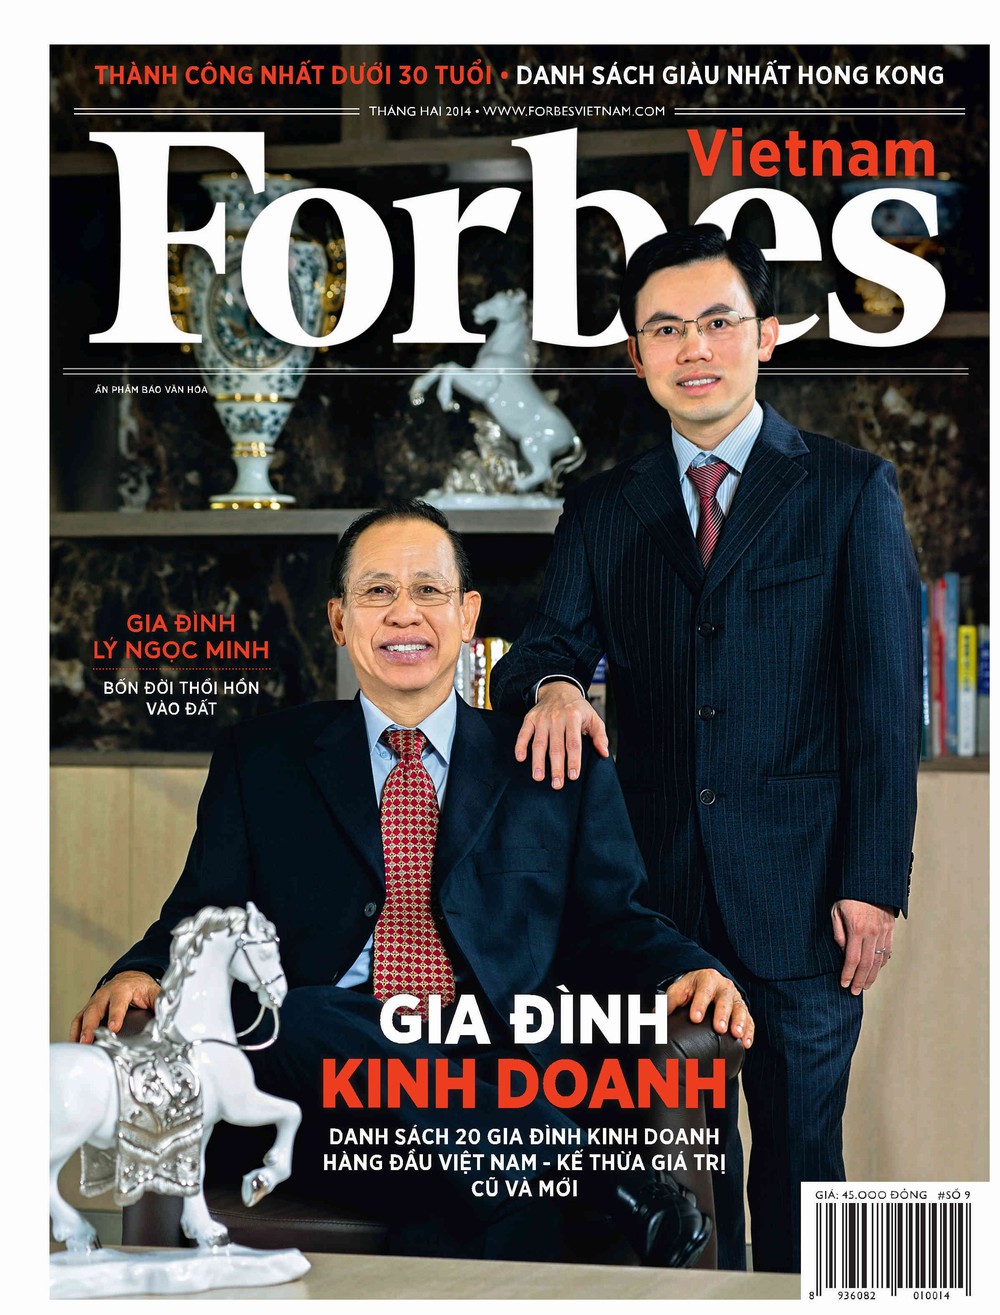 THÀNH CÔNG NHẤT DƯỚI 30 TUỔI • DANH SÁCH GIÀU NHẤT HONG KONG
THÁNG HAI 2014 • WWW.FORBESVIETNAM.COM
Forbes
Vietnam
ẤN PHẨM BÁO VĂN HÓA
GIA ĐÌNH
LÝ NGỌC MINH
BỐN ĐỜI THỔI HỒN
VÀO ĐẤT
GIA ĐÌNH
KINH DOANH
DANH SÁCH 20 GIA ĐÌNH KINH DOANH
HÀNG ĐẦU VIỆT NAM - KẾ THỪA GIÁ TRỊ
CŨ VÀ MỚI
GIÁ: 45.000 ĐỒNG #SỐ 9
8 936082 010014